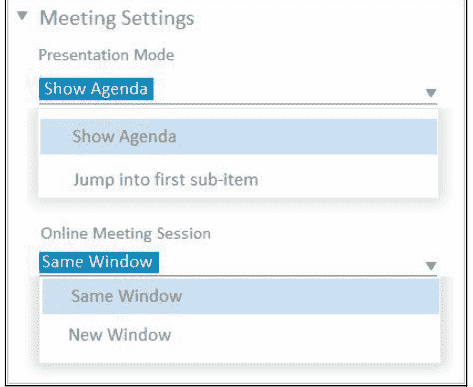 Meeting Settings
Presentation Mode
Show Agenda
Show Agenda
Jump into first sub-item
Online Meeting Session
Same Window
Same Window
New Window